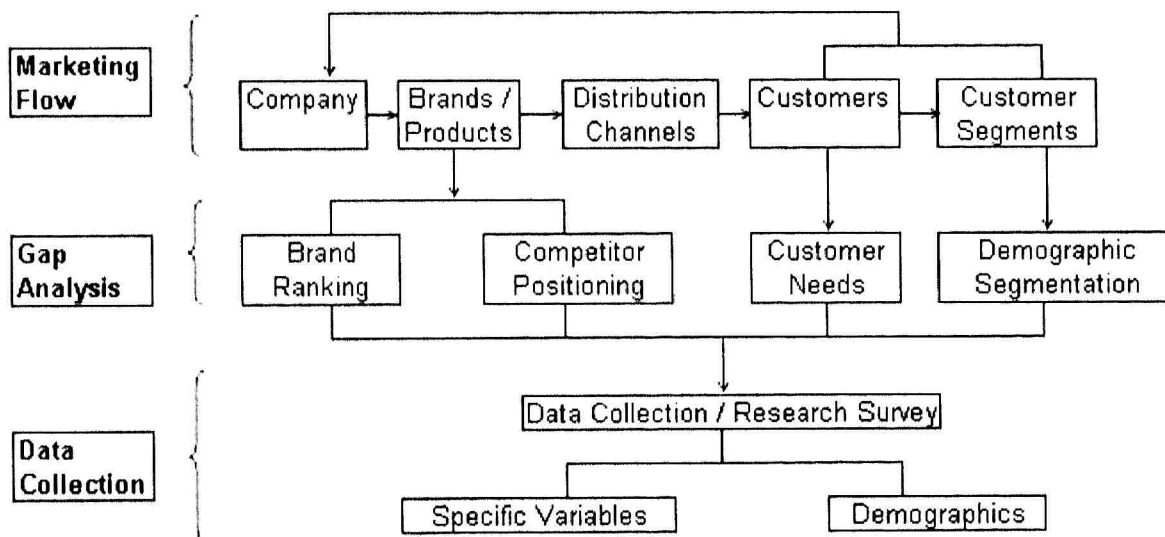 Marketing
Flow
Company
Brands /
Products
Distribution
Channels
Customers
Customer
Segments
Gap
Analysis
Brand
Ranking
Competitor
Positioning
Customer
Needs
Demographic
Segmentation
Data
Collection
Data Collection / Research Survey
Specific Variables
Demographics